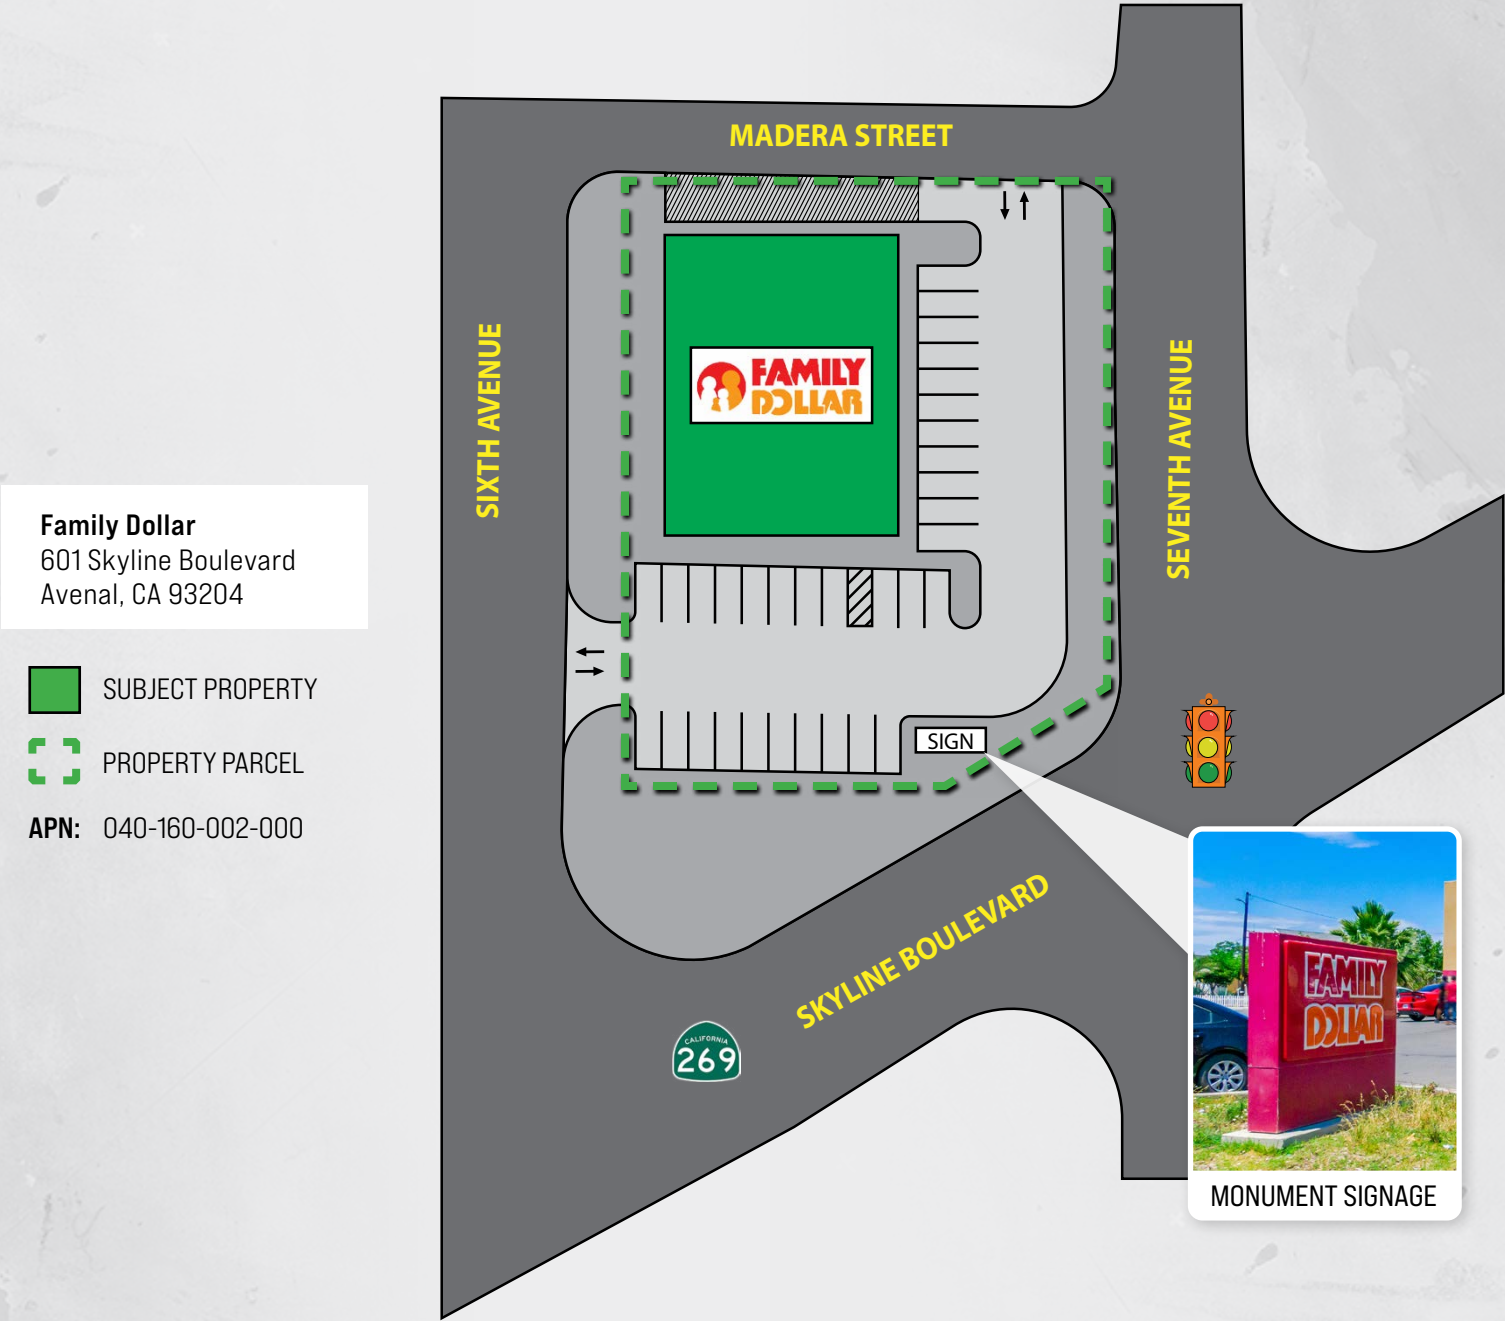 MADERA STREET
SIXTH AVENUE
SEVENTH AVENUE
FAMILY
DOLLAR
Family Dollar
601 Skyline Boulevard
Avenal, CA 93204
SUBJECT PROPERTY
PROPERTY PARCEL
APN: 040-160-002-000
SIGN
SKYLINE BOULEVARD
CALIFORNIA
269
FAMILY
DOLLAR
MONUMENT SIGNAGE